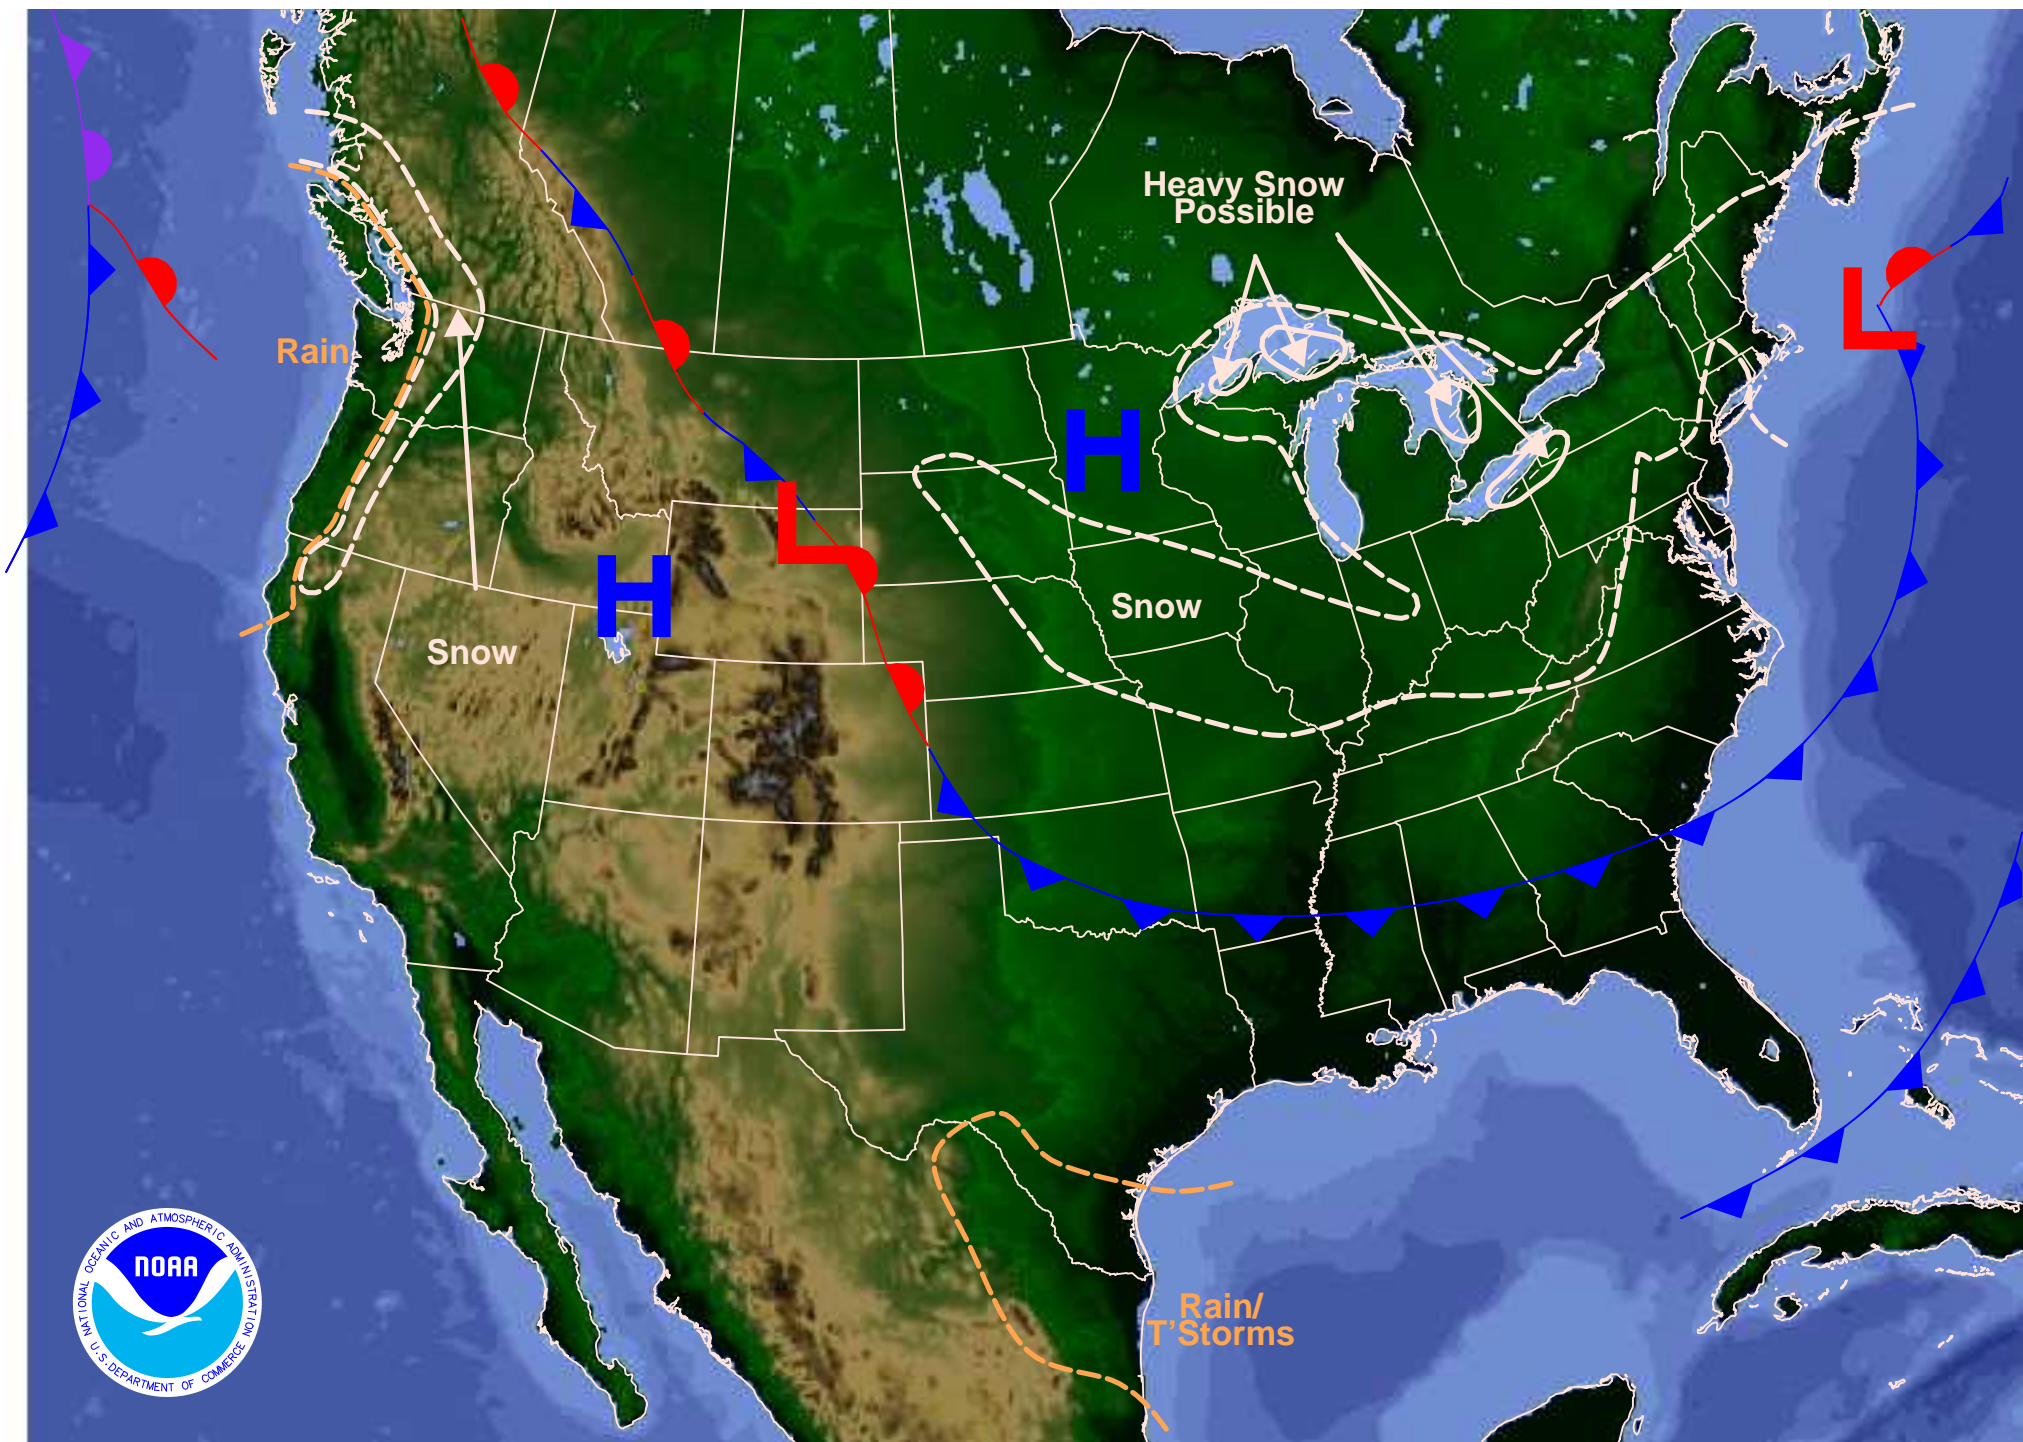 Heavy Snow
Possible
Rain
L
H
L
H
Snow
Snow
Rain/
T'Storms
NATIONAL OCEANIC AND ATMOSPHERIC ADMINISTRATION
NOAA
U.S. DEPARTMENT OF COMMERCE